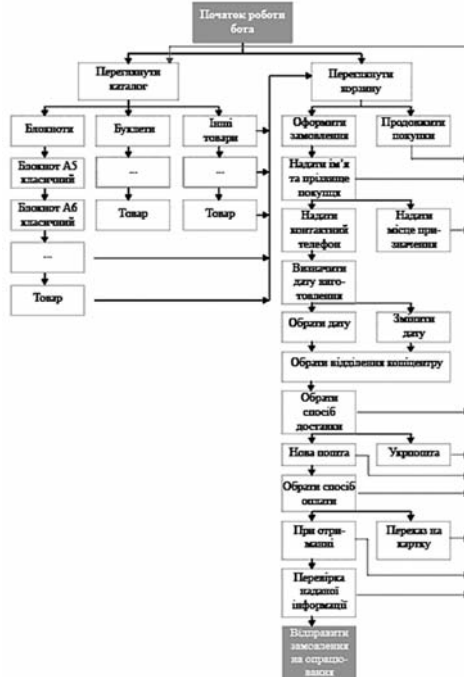 Початок роботи
бота
Переглянути
каталог
Переглянути
корзину
Блокноти
Буклети
Інші
товари
Оформити
замовлення
Продовжити
покупки
Блокнот А5
класичний
...
...
Надати ім'я
та прізвище
покупця
Блокнот А6
класичний
Товар
Товар
Надати
контактний
телефон
Надати
місце при-
значення
...
Визначити
дату виго-
товлення
Товар
Обрати дату
Змінити
дату
Обрати відділення копіцентру
Обрати
спосіб
доставки
Нова пошта
Укрпошта
Обрати спосіб
оплати
При отри-
манні
Переказ на
картку
Перевірка
наданої
інформації
Відправити
замовлення
на опрацю-
вання